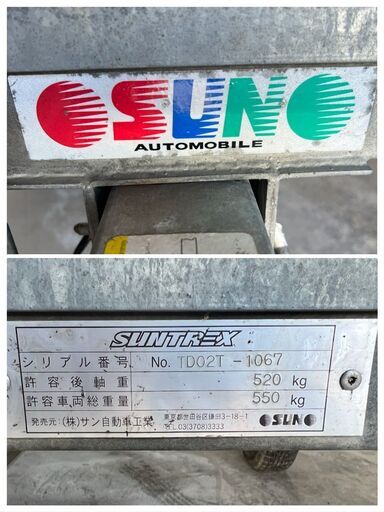 OSUNO
AUTOMOBILE
SUNTREX
シリアル番号 No. TD02T -1067
許容後軸重 520 kg
許容車両総重量 550 kg
発売元：(株)サン自動車工業
東京都世田谷区鎌田3-18-1
TEL.03(3708)3333
OSUNO